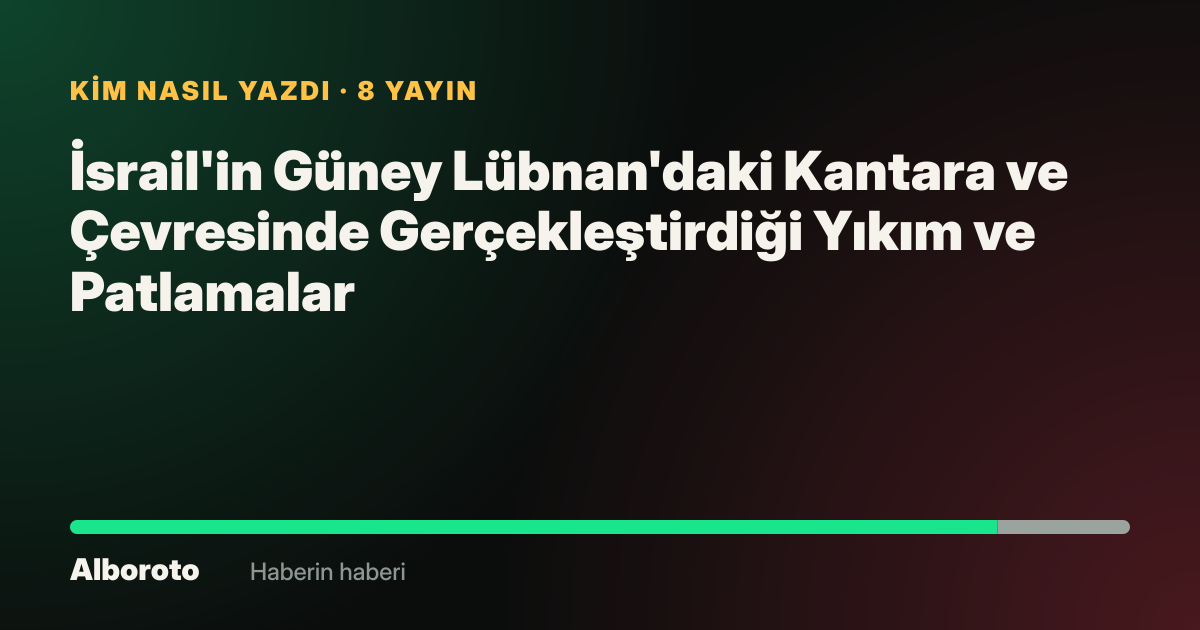 KİM NASIL YAZDI · 8 YAYIN
İsrail'in Güney Lübnan'daki Kantara ve
Çevresinde Gerçekleştirdiği Yıkım ve
Patlamalar
Alboroto
Haberin haberi